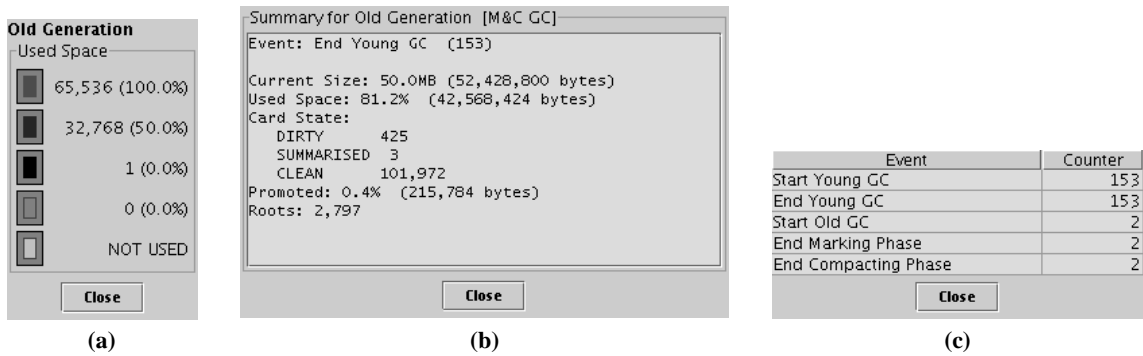 Old Generation
Used Space
65,536 (100.0%)
32,768 (50.0%)
1 (0.0%)
0 (0.0%)
NOT USED
Close
(a)
Summary for Old Generation [M&C GC]
Event: End Young GC (153)
Current Size: 50.0MB (52,428,800 bytes)
Used Space: 81.2% (42,568,424 bytes)
Card State:
DIRTY 425
SUMMARISED 3
CLEAN 101,972
Promoted: 0.4% (215,784 bytes)
Roots: 2,797
Close
(b)
Event Counter
Start Young GC 153
End Young GC 153
Start Old GC 2
End Marking Phase 2
End Compacting Phase 2
Close
(c)